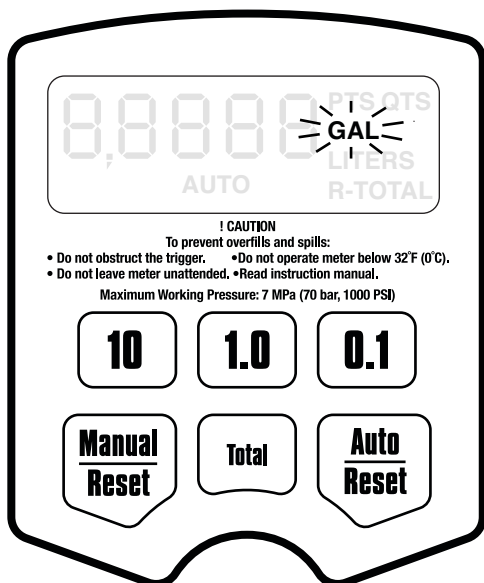 8,8888 PTS QTS
GAL
LITERS
AUTO R-TOTAL
! CAUTION
To prevent overfills and spills:
• Do not obstruct the trigger. •Do not operate meter below 32°F (0°C).
• Do not leave meter unattended. •Read instruction manual.
Maximum Working Pressure: 7 MPa (70 bar, 1000 PSI)
10 1.0 0.1
Manual Total Auto
Reset Reset